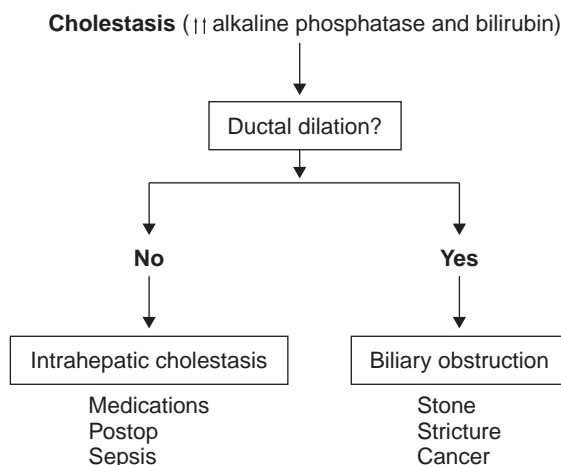 Cholestasis (↑↑ alkaline phosphatase and bilirubin)
Ductal dilation?
No
Yes
Intrahepatic cholestasis
Biliary obstruction
Medications
Stone
Postop
Stricture
Sepsis
Cancer